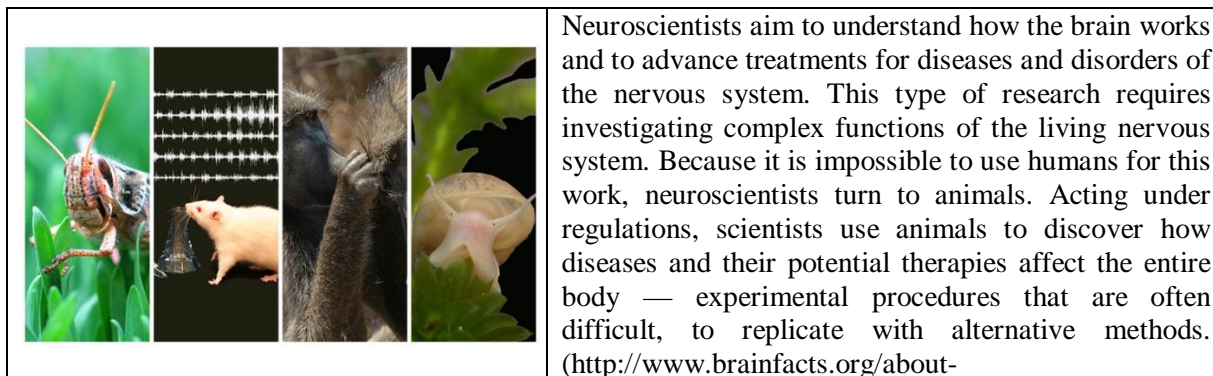 Neuroscientists aim to understand how the brain works
and to advance treatments for diseases and disorders of
the nervous system. This type of research requires
investigating complex functions of the living nervous
system. Because it is impossible to use humans for this
work, neuroscientists turn to animals. Acting under
regulations, scientists use animals to discover how
diseases and their potential therapies affect the entire
body — experimental procedures that are often
difficult, to replicate with alternative methods.
(http://www.brainfacts.org/about-